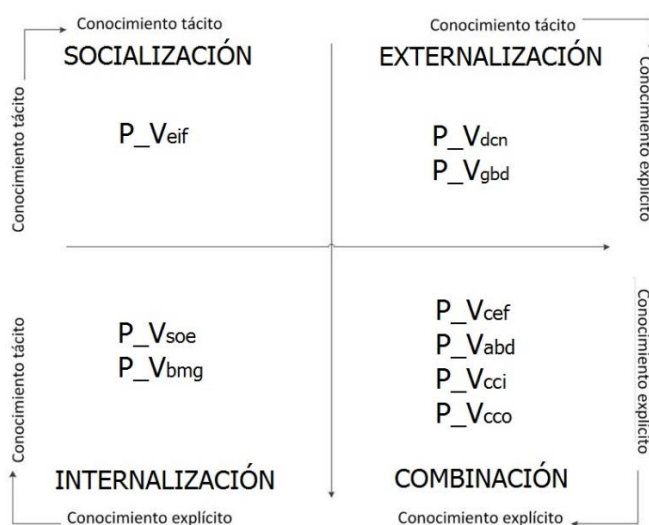 Conocimiento tácito
SOCIALIZACIÓN
Conocimiento tácito
P_Veif
Conocimiento tácito
EXTERNALIZACIÓN
Conocimiento explícito
P_Vdcn
P_Vgbd
Conocimiento tácito
P_Vsoe
P_Vbmg
INTERNALIZACIÓN
Conocimiento explícito
P_Vcef
P_Vabd
P_Vcci
P_Vcco
Conocimiento explícito
COMBINACIÓN
Conocimiento explícito